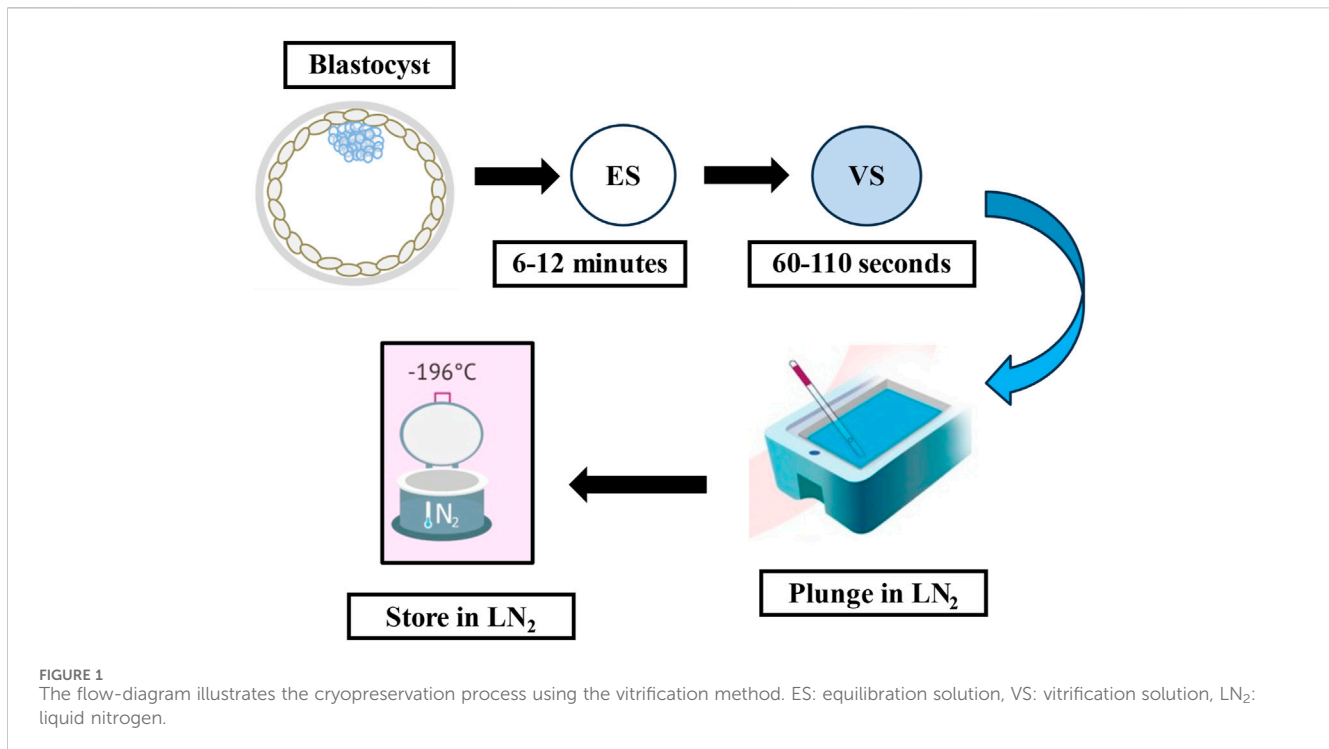 Blastocyst
ES
VS
6-12 minutes
60-110 seconds
-196°C
N₂
Store in LN₂
Plunge in LN₂
FIGURE 1
The flow-diagram illustrates the cryopreservation process using the vitrification method. ES: equilibration solution, VS: vitrification solution, LN₂:
liquid nitrogen.